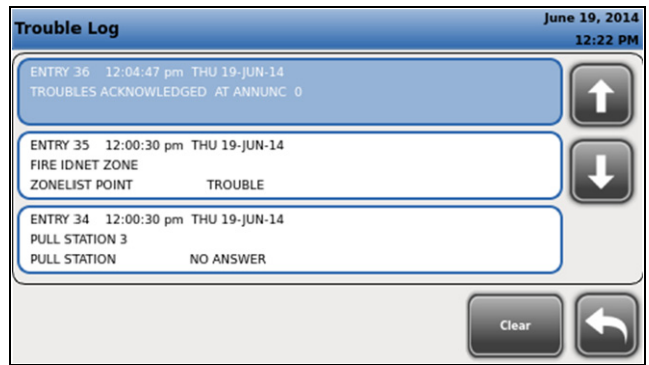 Trouble Log
June 19, 2014
12:22 PM
ENTRY 36 12:04:47 pm THU 19-JUN-14
TROUBLES ACKNOWLEDGED AT ANNUNC 0
ENTRY 35 12:00:30 pm THU 19-JUN-14
FIRE IDNET ZONE
ZONELIST POINT TROUBLE
ENTRY 34 12:00:30 pm THU 19-JUN-14
PULL STATION 3
PULL STATION NO ANSWER
Clear